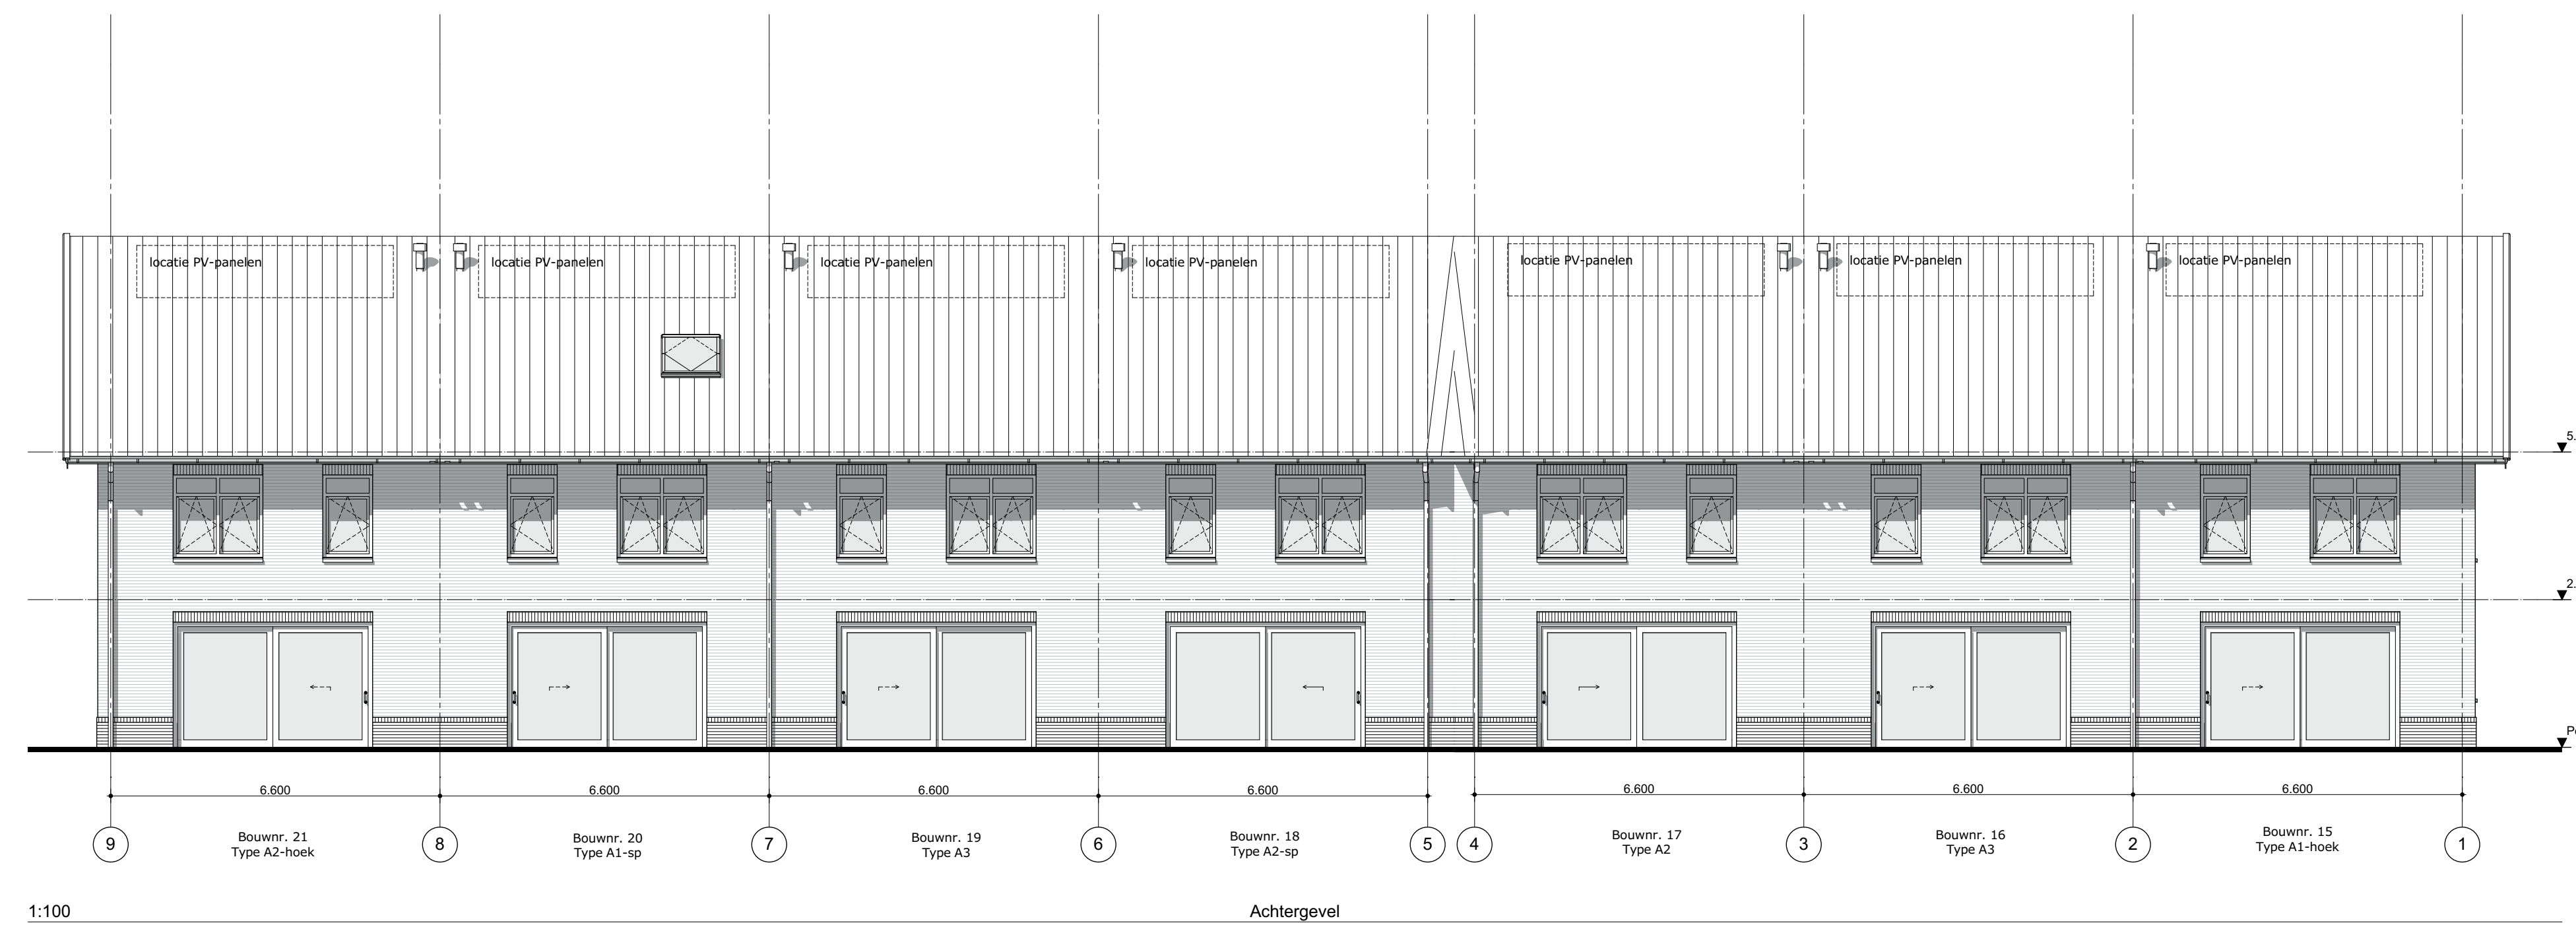 locatie PV-panelen
locatie PV-panelen
locatie PV-panelen
locatie PV-panelen
locatie PV-panelen
locatie PV-panelen
locatie PV-panelen
5.
2.
6.600
6.600
6.600
6.600
6.600
6.600
6.600
9
Bouwnr. 21
Type A2-hoek
8
Bouwnr. 20
Type A1-sp
7
Bouwnr. 19
Type A3
6
Bouwnr. 18
Type A2-sp
5
4
Bouwnr. 17
Type A2
3
Bouwnr. 16
Type A3
2
Bouwnr. 15
Type A1-hoek
1
1:100
Achtergevel